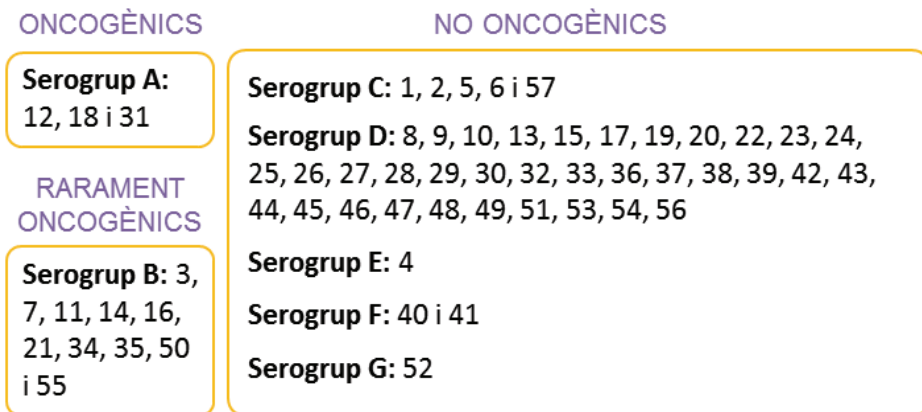 ONCOGÈNICS
Serogrup A:
12, 18 i 31
RARAMENT
ONCOGÈNICS
Serogrup B: 3,
7, 11, 14, 16,
21, 34, 35, 50
i 55
NO ONCOGÈNICS
Serogrup C: 1, 2, 5, 6 i 57
Serogrup D: 8, 9, 10, 13, 15, 17, 19, 20, 22, 23, 24,
25, 26, 27, 28, 29, 30, 32, 33, 36, 37, 38, 39, 42, 43,
44, 45, 46, 47, 48, 49, 51, 53, 54, 56
Serogrup E: 4
Serogrup F: 40 i 41
Serogrup G: 52